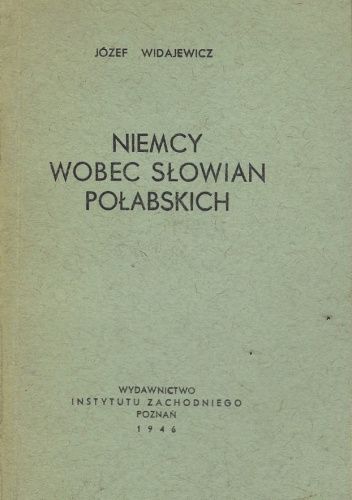 JÓZEF WIDAJEWICZ
NIEMCY
WOBEC SŁOWIAN
POŁABSKICH
WYDAWNICTWO
INSTYTUTU ZACHODNIEGO
POZNAŃ
1946